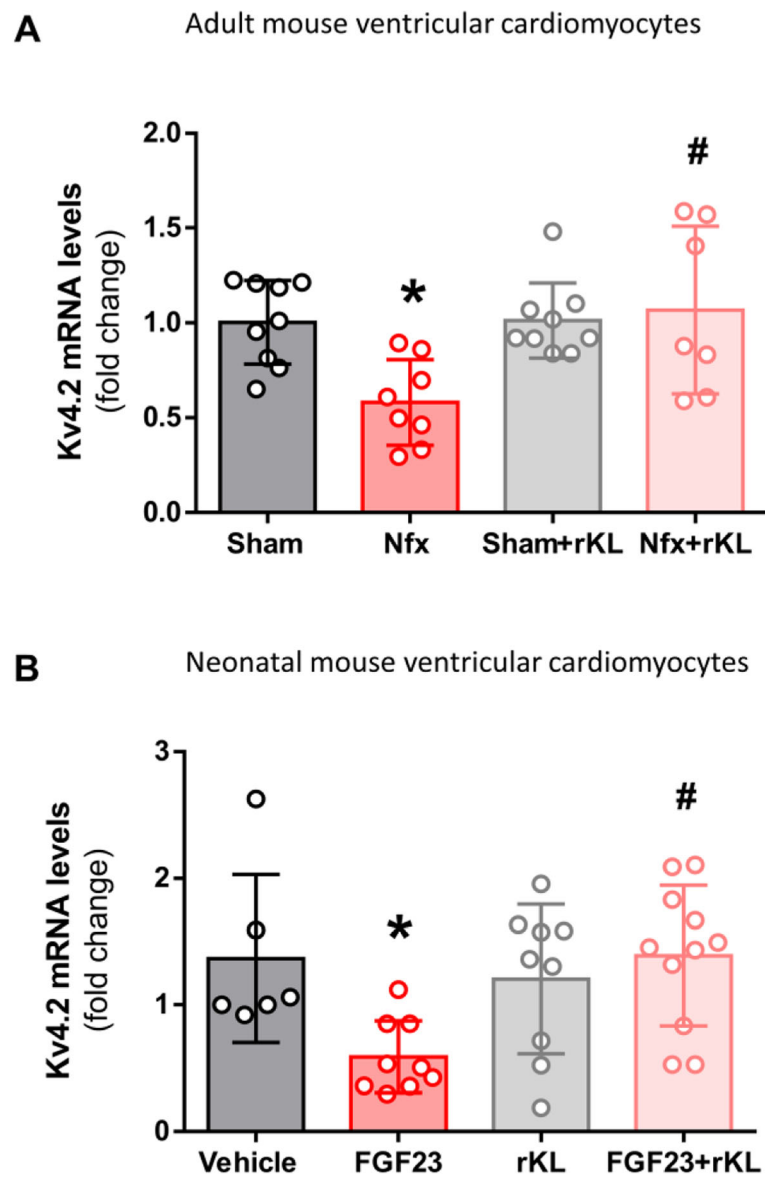 A
Adult mouse ventricular cardiomyocytes
Kv4.2 mRNA levels
(fold change)
2.0
1.5
1.0
0.5
0.0
*
#
Sham Nfx Sham+rKL Nfx+rKL
B
Neonatal mouse ventricular cardiomyocytes
Kv4.2 mRNA levels
(fold change)
3
2
1
0
*
#
Vehicle FGF23 rKL FGF23+rKL